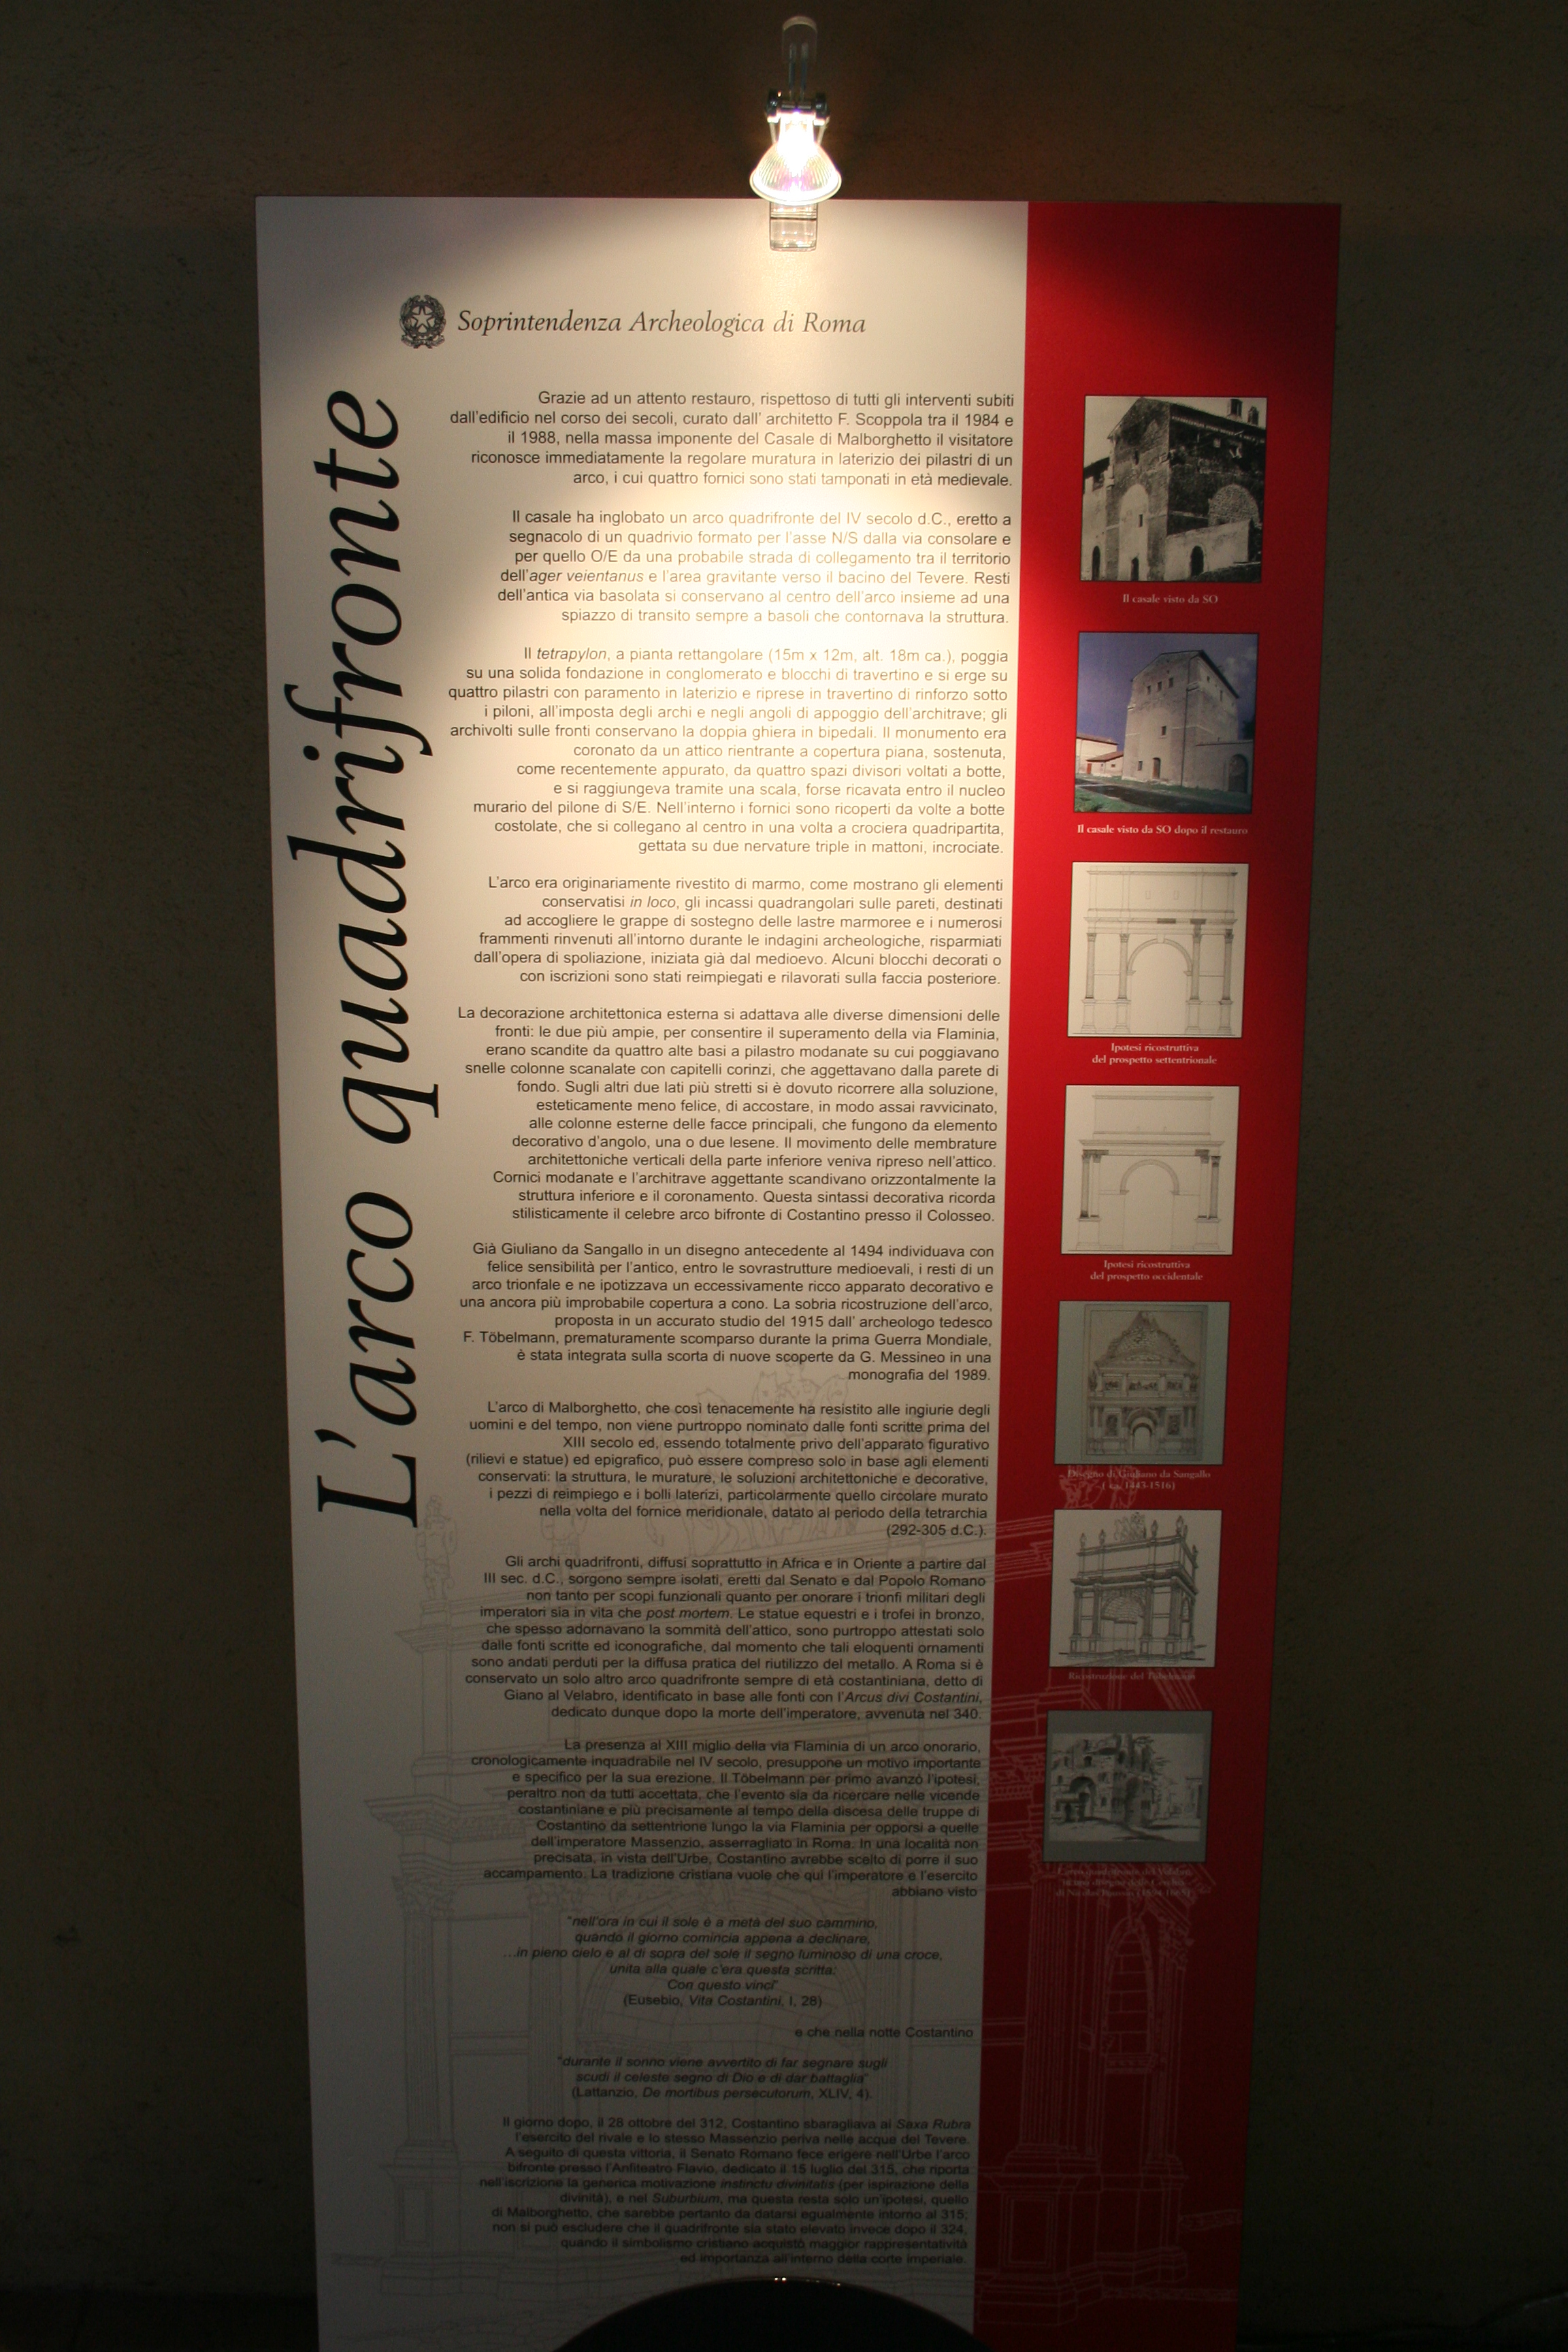 Soprintendenza Archeologica di Roma
L'arco quadrifronte
Grazie ad un attento restauro, rispettoso di tutti gli interventi subiti
dall'edificio nel corso dei secoli, curato dall' architetto F. Scoppola tra il 1984 e
il 1988, nella massa imponente del Casale di Malborghetto il visitatore
riconosce immediatamente la regolare muratura in laterizio dei pilastri di un
arco, i cui quattro fornici sono stati tamponati in età medievale.
Il casale ha inglobato un arco quadrifronte del IV secolo d.C., eretto a
segnacolo di un quadrivio formato per l'asse N/S dalla via consolare e
per quello O/E da una probabile strada di collegamento tra il territorio
dell'ager veientanus e l'area gravitante verso il bacino del Tevere. Resti
dell'antica via basolata si conservano al centro dell'arco insieme ad una
spiazzo di transito sempre a basoli che contornava la struttura.
Il tetrapylon, a pianta rettangolare (15m x 12m, alt. 18m ca.), poggia
su una solida fondazione in conglomerato e blocchi di travertino e si erge su
quattro pilastri con paramento in laterizio e riprese in travertino di rinforzo sotto
i piloni, all'imposta degli archi e negli angoli di appoggio dell'architrave; gli
archivolti sulle fronti conservano la doppia ghiera in bipedali. Il monumento era
coronato da un attico rientrante a copertura piana, sostenuta,
come recentemente appurato, da quattro spazi divisori voltati a botte,
e si raggiungeva tramite una scala, forse ricavata entro il nucleo
murario del pilone di S/E. Nell'interno i fornici sono ricoperti da volte a botte
costolate, che si collegano al centro in una volta a crociera quadripartita,
gettata su due nervature triple in mattoni, incrociate.
L'arco era originariamente rivestito di marmo, come mostrano gli elementi
conservatisi in loco, gli incassi quadrangolari sulle pareti, destinati
ad accogliere le grappe di sostegno delle lastre marmoree e i numerosi
frammenti rinvenuti all'intorno durante le indagini archeologiche, risparmiati
dall'opera di spoliazione, iniziata già dal medioevo. Alcuni blocchi decorati o
con iscrizioni sono stati reimpiegati e rilavorati sulla faccia posteriore.
La decorazione architettonica esterna si adattava alle diverse dimensioni delle
fronti: le due più ampie, per consentire il superamento della via Flaminia,
erano scandite da quattro alte basi a pilastro modanate su cui poggiavano
snelle colonne scanalate con capitelli corinzi, che aggettavano dalla parete di
fondo. Sugli altri due lati più stretti si è dovuto ricorrere alla soluzione,
esteticamente meno felice, di accostare, in modo assai ravvicinato,
alle colonne esterne delle facce principali, che fungono da elemento
decorativo d'angolo, una o due lesene. Il movimento delle membrature
architettoniche verticali della parte inferiore veniva ripreso nell'attico.
Cornici modanate e l'architrave aggettante scandivano orizzontalmente la
struttura inferiore e il coronamento. Questa sintassi decorativa ricorda
stilisticamente il celebre arco bifronte di Costantino presso il Colosseo.
Già Giuliano da Sangallo in un disegno antecedente al 1494 individuava con
felice sensibilità per l'antico, entro le sovrastrutture medioevali, i resti di un
arco trionfale e ne ipotizzava un eccessivamente ricco apparato decorativo e
una ancora più improbabile copertura a cono. La sobria ricostruzione dell'arco,
proposta in un accurato studio del 1915 dall' archeologo tedesco
F. Töbelmann, prematuramente scomparso durante la prima Guerra Mondiale,
è stata integrata sulla scorta di nuove scoperte da G. Messineo in una
monografia del 1989.
L'arco di Malborghetto, che così tenacemente ha resistito alle ingiurie degli
uomini e del tempo, non viene purtroppo nominato dalle fonti scritte prima del
XIII secolo ed, essendo totalmente privo dell'apparato figurativo
(rilievi e statue) ed epigrafico, può essere compreso solo in base agli elementi
conservati: la struttura, le murature, le soluzioni architettoniche e decorative,
i pezzi di reimpiego e i bolli laterizi, particolarmente quello circolare murato
nella volta del fornice meridionale, datato al periodo della tetrarchia
(292-305 d.C.).
Gli archi quadrifronti, diffusi soprattutto in Africa e in Oriente a partire dal
III sec. d.C., sorgono sempre isolati, eretti dal Senato e dal Popolo Romano
non tanto per scopi funzionali quanto per onorare i trionfi militari degli
imperatori sia in vita che post mortem. Le statue equestri e i trofei in bronzo,
che spesso adornavano la sommità dell'attico, sono purtroppo attestati solo
dalle fonti scritte ed iconografiche, dal momento che tali eloquenti ornamenti
sono andati perduti per la diffusa pratica del riutilizzo del metallo. A Roma si è
conservato un solo altro arco quadrifronte sempre di età costantiniana, detto di
Giano al Velabro, identificato in base alle fonti con l'Arcus divi Costantini,
dedicato dunque dopo la morte dell'imperatore, avvenuta nel 340.
La presenza al XIII miglio della via Flaminia di un arco onorario,
cronologicamente inquadrabile nel IV secolo, presuppone un motivo importante
e specifico per la sua erezione. Il Töbelmann per primo avanzò l'ipotesi,
peraltro non da tutti accettata, che l'evento sia da ricercare nelle vicende
costantiniane e più precisamente al tempo della discesa delle truppe di
Costantino da settentrione lungo la via Flaminia per opporsi a quelle
dell'imperatore Massenzio, asserragliato in Roma. In una località non
precisata, in vista dell'Urbe, Costantino avrebbe scelto di porre il suo
accampamento. La tradizione cristiana vuole che qui l'imperatore e l'esercito
abbiano visto
"nell'ora in cui il sole è a metà del suo cammino,
quando il giorno comincia appena a declinare,
...in pieno cielo e al di sopra del sole il segno luminoso di una croce,
unita alla quale c'era questa scritta:
Con questo vinci"
(Eusebio, Vita Costantini, I, 28)
e che nella notte Costantino
"durante il sonno viene avvertito di far segnare sugli
scudi il celeste segno di Dio e di dar battaglia"
(Lattanzio, De mortibus persecutorum, XLIV, 4).
Il giorno dopo, il 28 ottobre del 312, Costantino sbaragliava ai Saxa Rubra
l'esercito del rivale e lo stesso Massenzio periva nelle acque del Tevere.
A seguito di questa vittoria, il Senato Romano fece erigere nell'Urbe l'arco
bifronte presso l'Anfiteatro Flavio, dedicato il 15 luglio del 315, che riporta
nell'iscrizione la generica motivazione instinctu divinitatis (per ispirazione della
divinità), e nel Suburbium, ma questa resta solo un'ipotesi, quello
di Malborghetto, che sarebbe pertanto da datarsi egualmente intorno al 315;
non si può escludere che il quadrifronte sia stato elevato invece dopo il 324,
quando il simbolismo cristiano acquistò maggior rappresentatività
ed importanza all'interno della corte imperiale.
Il casale visto da SO
Il casale visto da SO dopo il restauro
Ipotesi ricostruttiva
del prospetto settentrionale
Ipotesi ricostruttiva
del prospetto occidentale
Disegno di Giuliano da Sangallo
( ca. 1443-1516)
Ricostruzione del Töbelmann